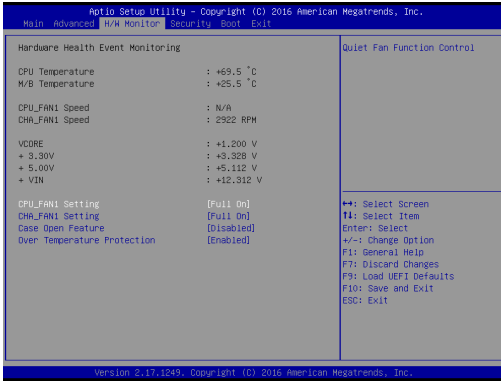 Aptio Setup Utility – Copyright (C) 2016 American Megatrends, Inc.
Main Advanced H/W Monitor Security Boot Exit
Hardware Health Event Monitoring
CPU Temperature : +69.5 °C
M/B Temperature : +25.5 °C
CPU_FAN1 Speed : N/A
CHA_FAN1 Speed : 2922 RPM
VCORE : +1.200 V
+ 3.30V : +3.328 V
+ 5.00V : +5.112 V
+ VIN : +12.312 V
CPU_FAN1 Setting [Full On]
CHA_FAN1 Setting [Full On]
Case Open Feature [Disabled]
Over Temperature Protection [Enabled]
Quiet Fan Function Control
↔: Select Screen
↑↓: Select Item
Enter: Select
+/-: Change Option
F1: General Help
F7: Discard Changes
F9: Load UEFI Defaults
F10: Save and Exit
ESC: Exit
Version 2.17.1249. Copyright (C) 2016 American Megatrends, Inc.